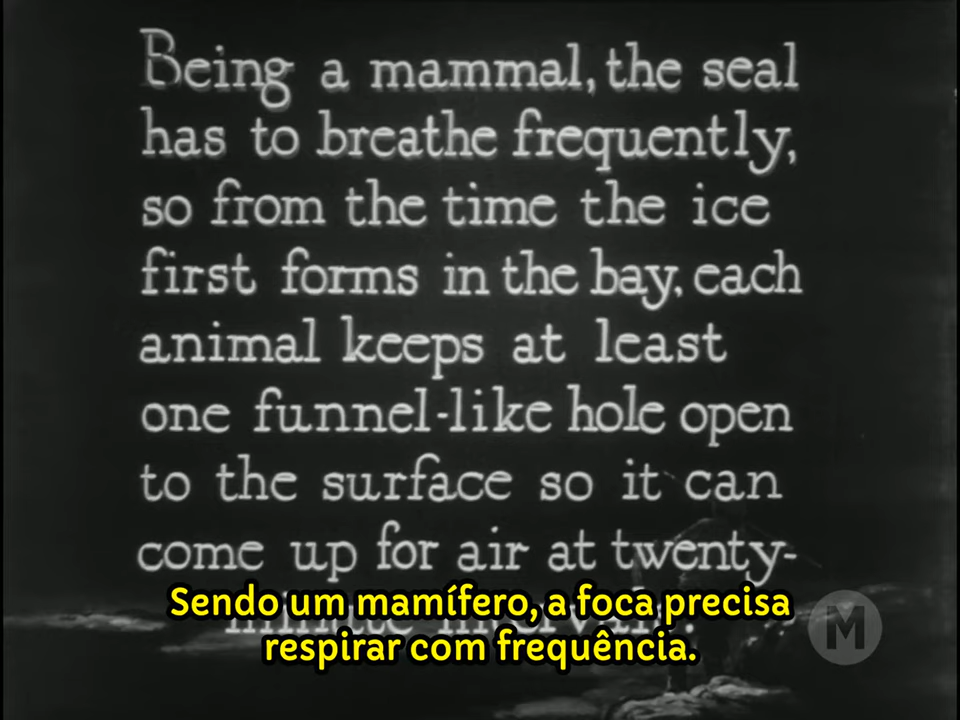 Being a mammal, the seal
has to breathe frequently,
so from the time the ice
first forms in the bay, each
animal keeps at least
one funnel-like hole open
to the surface so it can
come up for air at twenty-
Sendo um mamífero, a foca precisa
respirar com frequência.
M